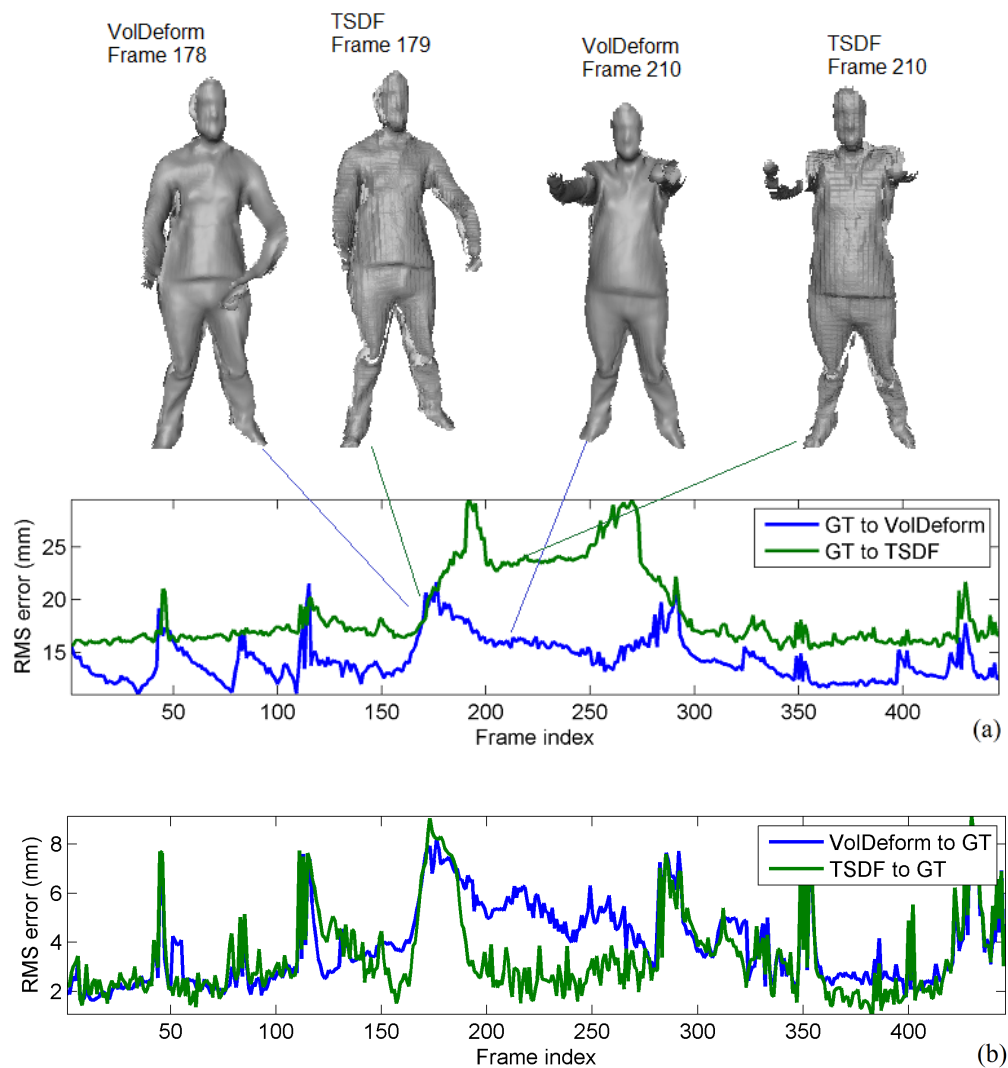 VolDeform
Frame 178
TSDF
Frame 179
VolDeform
Frame 210
TSDF
Frame 210
RMS error (mm)
25
20
15
GT to VolDeform
GT to TSDF
50
100
150
200
250
300
350
400
Frame index
(a)
RMS error (mm)
8
6
4
2
VolDeform to GT
TSDF to GT
50
100
150
200
250
300
350
400
Frame index
(b)